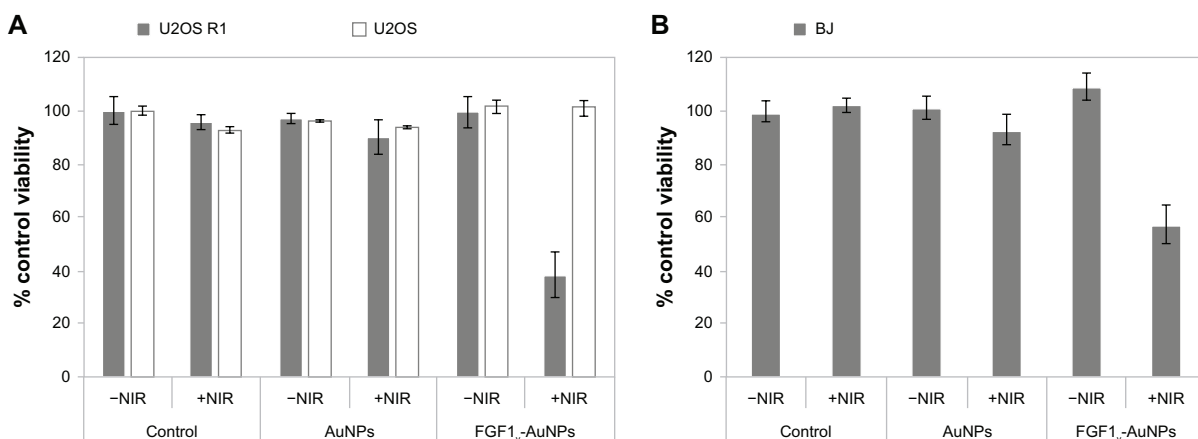 A
U2OS R1
U2OS
% control viability
120
100
80
60
40
20
0
−NIR +NIR −NIR +NIR −NIR +NIR
Control AuNPs FGF1V-AuNPs
B
BJ
% control viability
120
100
80
60
40
20
0
−NIR +NIR −NIR +NIR −NIR +NIR
Control AuNPs FGF1V-AuNPs